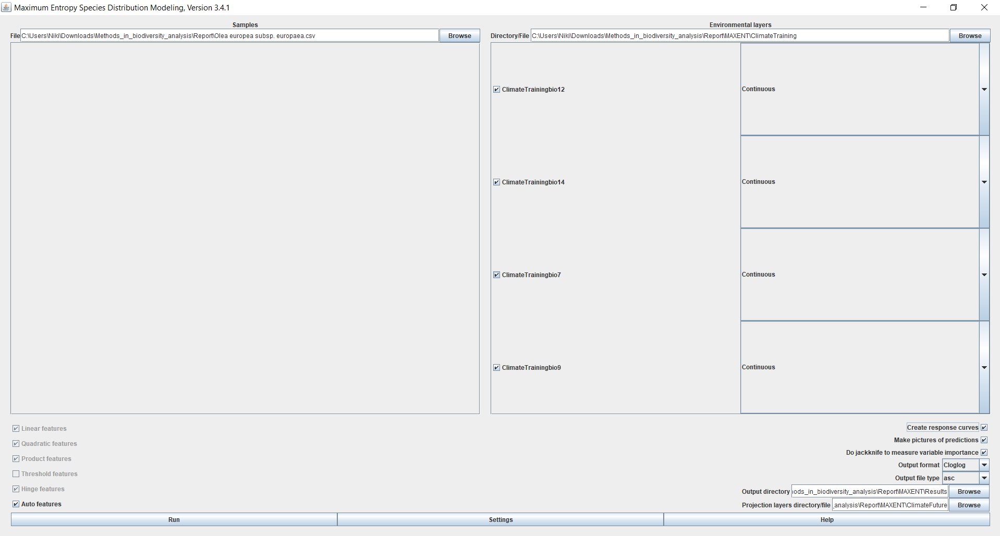 Maximum Entropy Species Distribution Modeling, Version 3.4.1
Samples
File C:\Users\Niki\Downloads\Methods_in_biodiversity_analysis\Report\Olea europea subsp. europaea.csv Browse
Environmental layers
Directory/File C:\Users\Niki\Downloads\Methods_in_biodiversity_analysis\Report\MAXENT\ClimateTraining Browse
ClimateTrainingbio12 Continuous
ClimateTrainingbio14 Continuous
ClimateTrainingbio7 Continuous
ClimateTrainingbio9 Continuous
Linear features
Quadratic features
Product features
Threshold features
Hinge features
Auto features
Create response curves
Make pictures of predictions
Do jackknife to measure variable importance
Output format Cloglog
Output file type asc
Output directory ods_in_biodiversity_analysis\Report\MAXENT\Results Browse
Projection layers directory/file _analysis\Report\MAXENT\ClimateFuture Browse
Run Settings Help